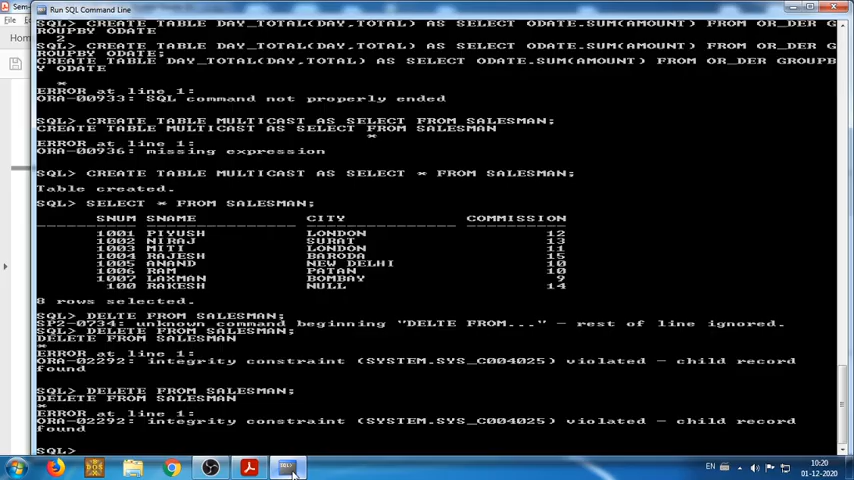 Sem-
Run SQL Command Line
File
Hom
SQL> CREATE TABLE DAY_TOTAL(DAY,TOTAL) AS SELECT ODATE.SUM(AMOUNT) FROM OR_DER G
ROUPBY ODATE
2
SQL> CREATE TABLE DAY_TOTAL(DAY,TOTAL) AS SELECT ODATE.SUM(AMOUNT) FROM OR_DER G
ROUPBY ODATE;
CREATE TABLE DAY_TOTAL(DAY,TOTAL) AS SELECT ODATE.SUM(AMOUNT) FROM OR_DER GROUPB
Y ODATE
*
ERROR at line 1:
ORA-00933: SQL command not properly ended
SQL> CREATE TABLE MULTICAST AS SELECT FROM SALESMAN;
CREATE TABLE MULTICAST AS SELECT FROM SALESMAN
*
ERROR at line 1:
ORA-00936: missing expression
SQL> CREATE TABLE MULTICAST AS SELECT * FROM SALESMAN;
Table created.
SQL> SELECT * FROM SALESMAN;
SNUM SNAME CITY COMMISSION
1001 PIYUSH LONDON 12
1002 NIRAJ SURAT 13
1003 MITI LONDON 11
1004 RAJESH BARODA 15
1005 ANAND NEW DELHI 10
1006 RAM PATAN 10
1007 LAXMAN BOMBAY 9
100 RAKESH NULL 14
8 rows selected.
SQL> DELTE FROM SALESMAN;
SP2-0734: unknown command beginning "DELTE FROM..." - rest of line ignored.
SQL> DELETE FROM SALESMAN;
DELETE FROM SALESMAN
*
ERROR at line 1:
ORA-02292: integrity constraint (SYSTEM.SYS_C004025) violated - child record
found
SQL> DELETE FROM SALESMAN;
DELETE FROM SALESMAN
*
ERROR at line 1:
ORA-02292: integrity constraint (SYSTEM.SYS_C004025) violated - child record
found
SQL>
DOS
SQL>
EN
10:20
01-12-2020